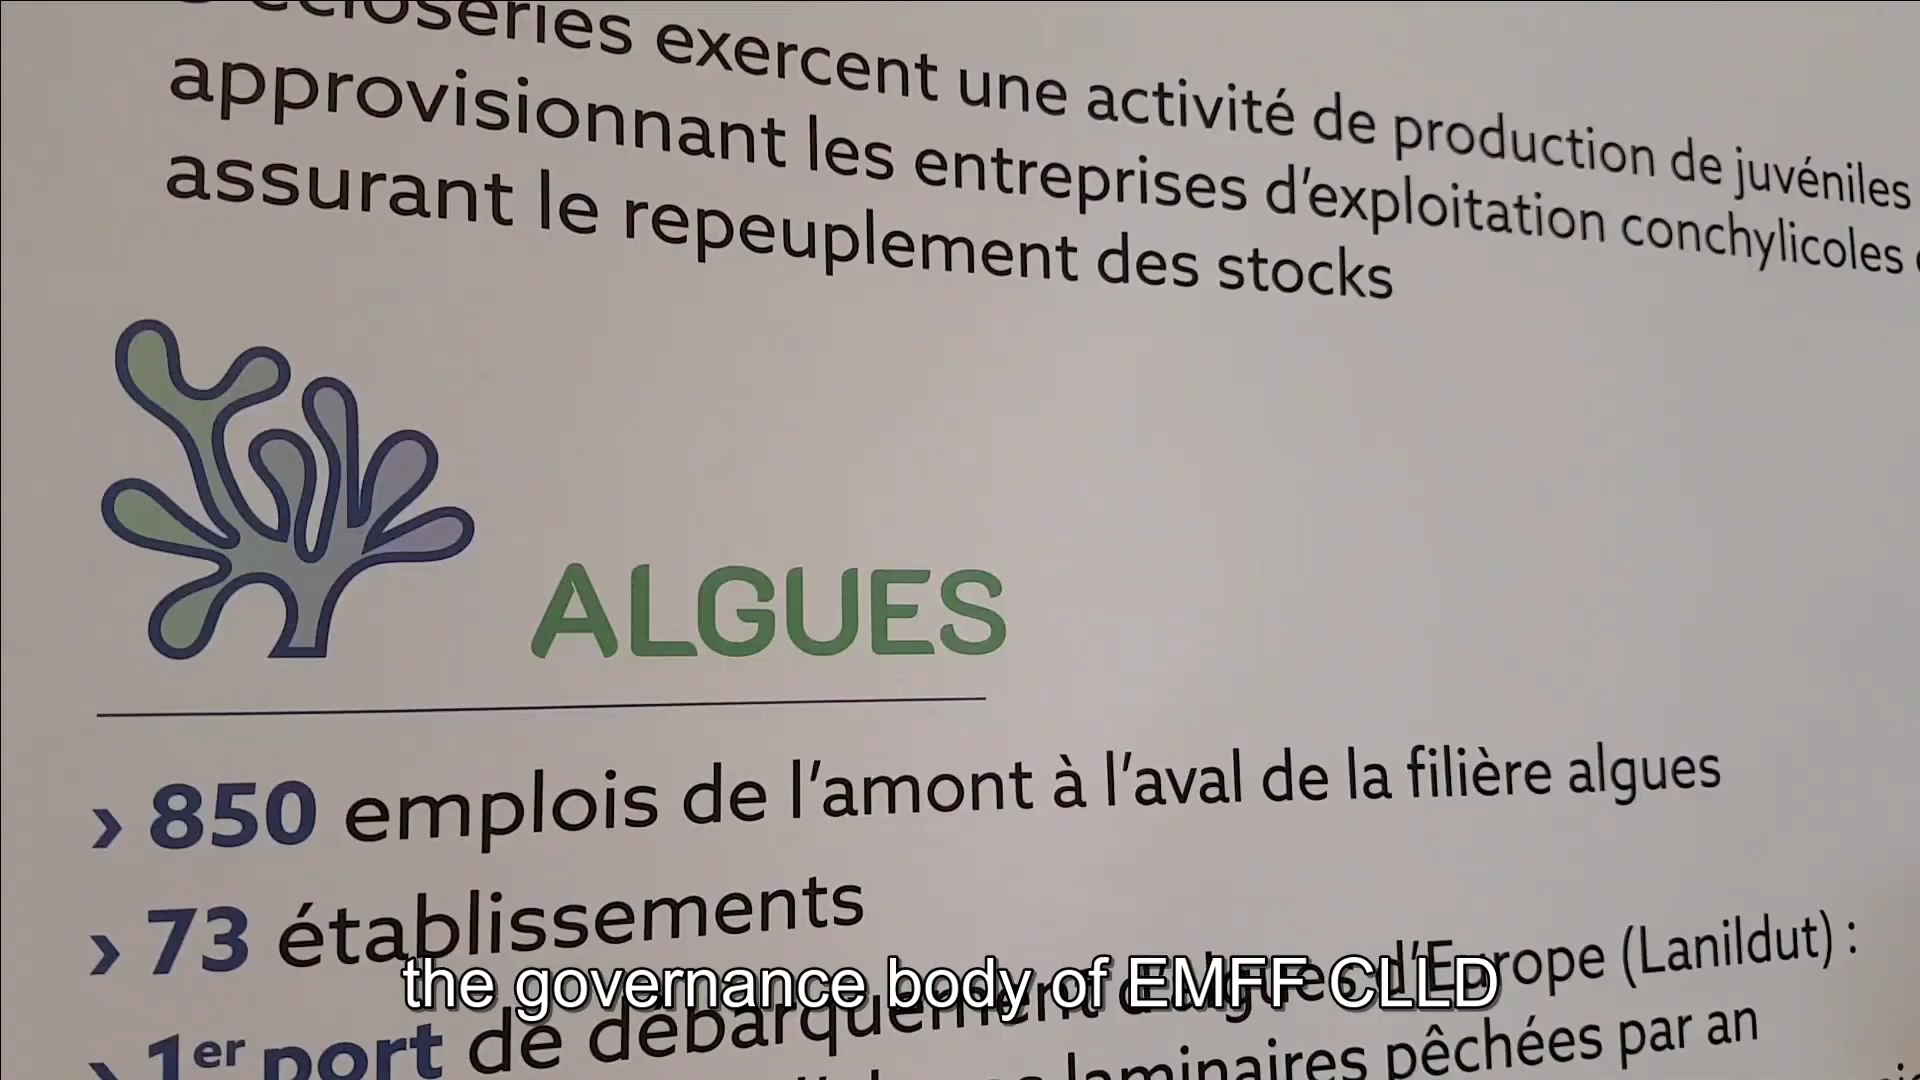 écloseries exercent une activité de production de juvéniles
approvisionnant les entreprises d'exploitation conchylicoles
assurant le repeuplement des stocks
ALGUES
› 850 emplois de l'amont à l'aval de la filière algues
› 73 établissements
› 1er port de débarquement d'algues d'Europe (Lanildut) :
laminaires pêchées par an
the governance body of EMFF CLLD